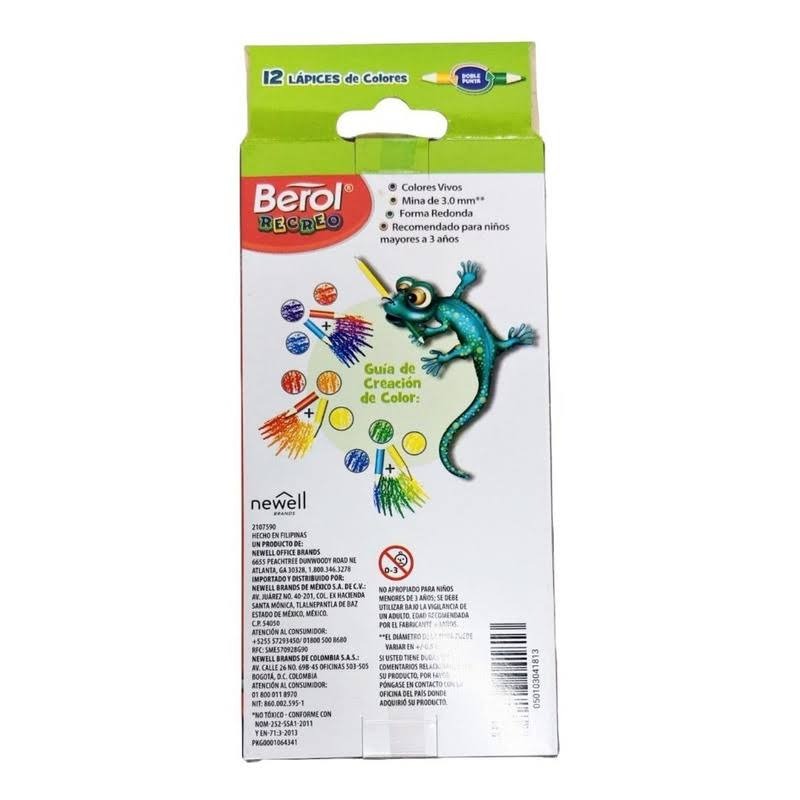 12 LÁPICES de Colores
DOBLE
PUNTA
Berol®
RECREO
Colores Vivos
Mina de 3.0 mm**
Forma Redonda
Recomendado para niños
mayores a 3 años
+
Guía de
Creación
de Color:
+
+
newell
BRANDS
2107590
HECHO EN FILIPINAS
UN PRODUCTO DE:
NEWELL OFFICE BRANDS
6655 PEACHTREE DUNWOODY ROAD NE
ATLANTA, GA 30328, 1.800.346.3278
IMPORTADO Y DISTRIBUIDO POR:
NEWELL BRANDS DE MÉXICO S.A. DE C.V.:
AV. JUÁREZ NO. 40-201, COL. EX HACIENDA
SANTA MÓNICA, TLALNEPANTLA DE BAZ
ESTADO DE MÉXICO, MÉXICO.
C.P. 54050
ATENCIÓN AL CONSUMIDOR:
+5255 57293450/ 01800 500 8680
RFC: SME570928G90
NEWELL BRANDS DE COLOMBIA S.A.S.:
AV. CALLE 26 NO. 69B-45 OFICINAS 503-505
BOGOTÁ, D.C. COLOMBIA
ATENCIÓN AL CONSUMIDOR:
01 800 011 8970
NIT: 860.002.595-1
*NO TÓXICO - CONFORME CON
NOM-252-SSA1-2011
Y EN-71:3-2013
PKG0001064341
0-3
NO APROPIADO PARA NIÑOS
MENORES DE 3 AÑOS; SE DEBE
UTILIZAR BAJO LA VIGILANCIA DE
UN ADULTO. EDAD RECOMENDADA
POR EL FABRICANTE + AÑOS.
**EL DIÁMETRO DE LA MINA PUEDE
VARIAR EN +/-0.
SI USTED TIENE DUDAS
COMENTARIOS
SU PRODUCTO, POR FAVOR
PÓNGASE EN CONTACTO CON LA
OFICINA DEL PAÍS DONDE
ADQUIRIÓ SU PRODUCTO.
050103041813